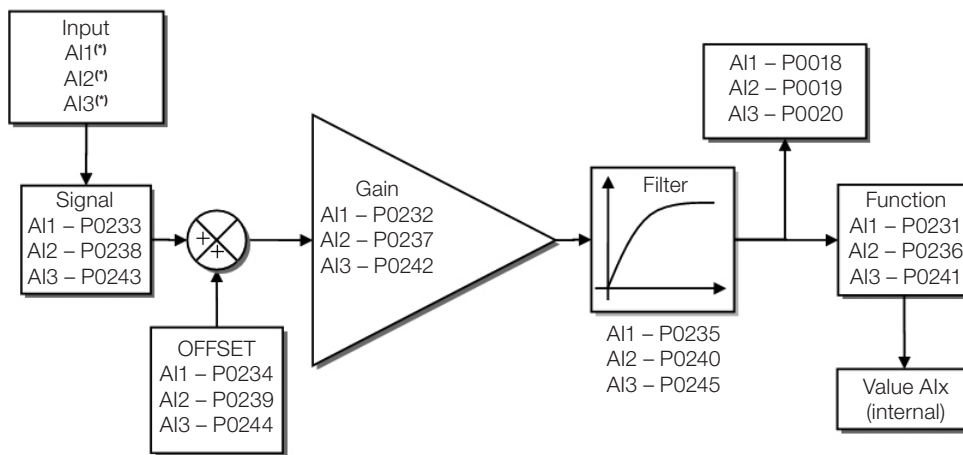 Input
AI1(*)
AI2(*)
AI3(*)
Signal
AI1 – P0233
AI2 – P0238
AI3 – P0243
+
+
OFFSET
AI1 – P0234
AI2 – P0239
AI3 – P0244
Gain
AI1 – P0232
AI2 – P0237
AI3 – P0242
Filter
AI1 – P0235
AI2 – P0240
AI3 – P0245
AI1 – P0018
AI2 – P0019
AI3 – P0020
Function
AI1 – P0231
AI2 – P0236
AI3 – P0241
Value AIx
(internal)